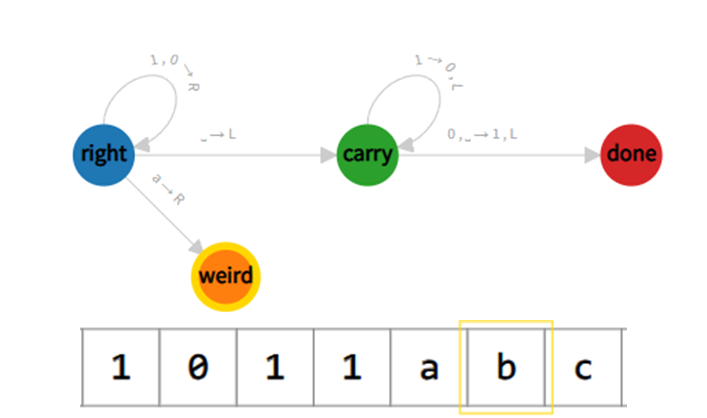 1,0→R
1→0,L
␣→L
0,␣→1,L
right
carry
done
a→R
weird
1 0 1 1 a b c